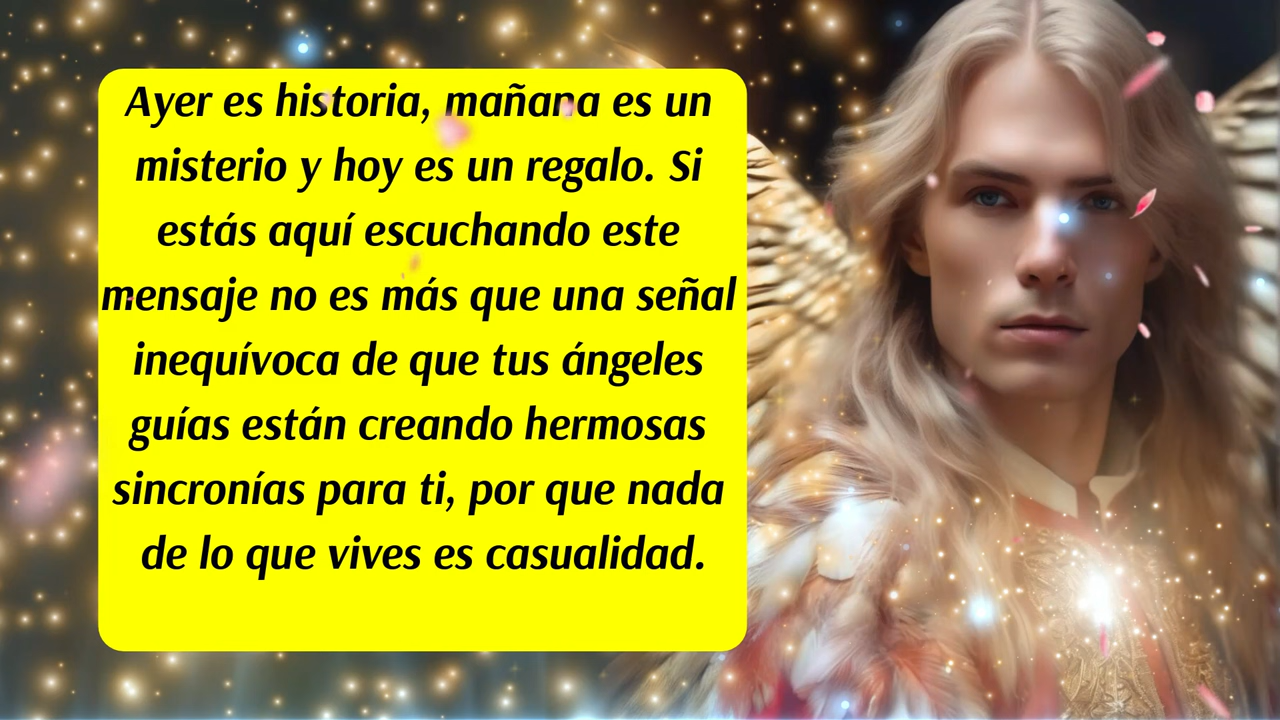 Ayer es historia, mañana es un
misterio y hoy es un regalo. Si
estás aquí escuchando este
mensaje no es más que una señal
inequívoca de que tus ángeles
guías están creando hermosas
sincronías para ti, por que nada
de lo que vives es casualidad.